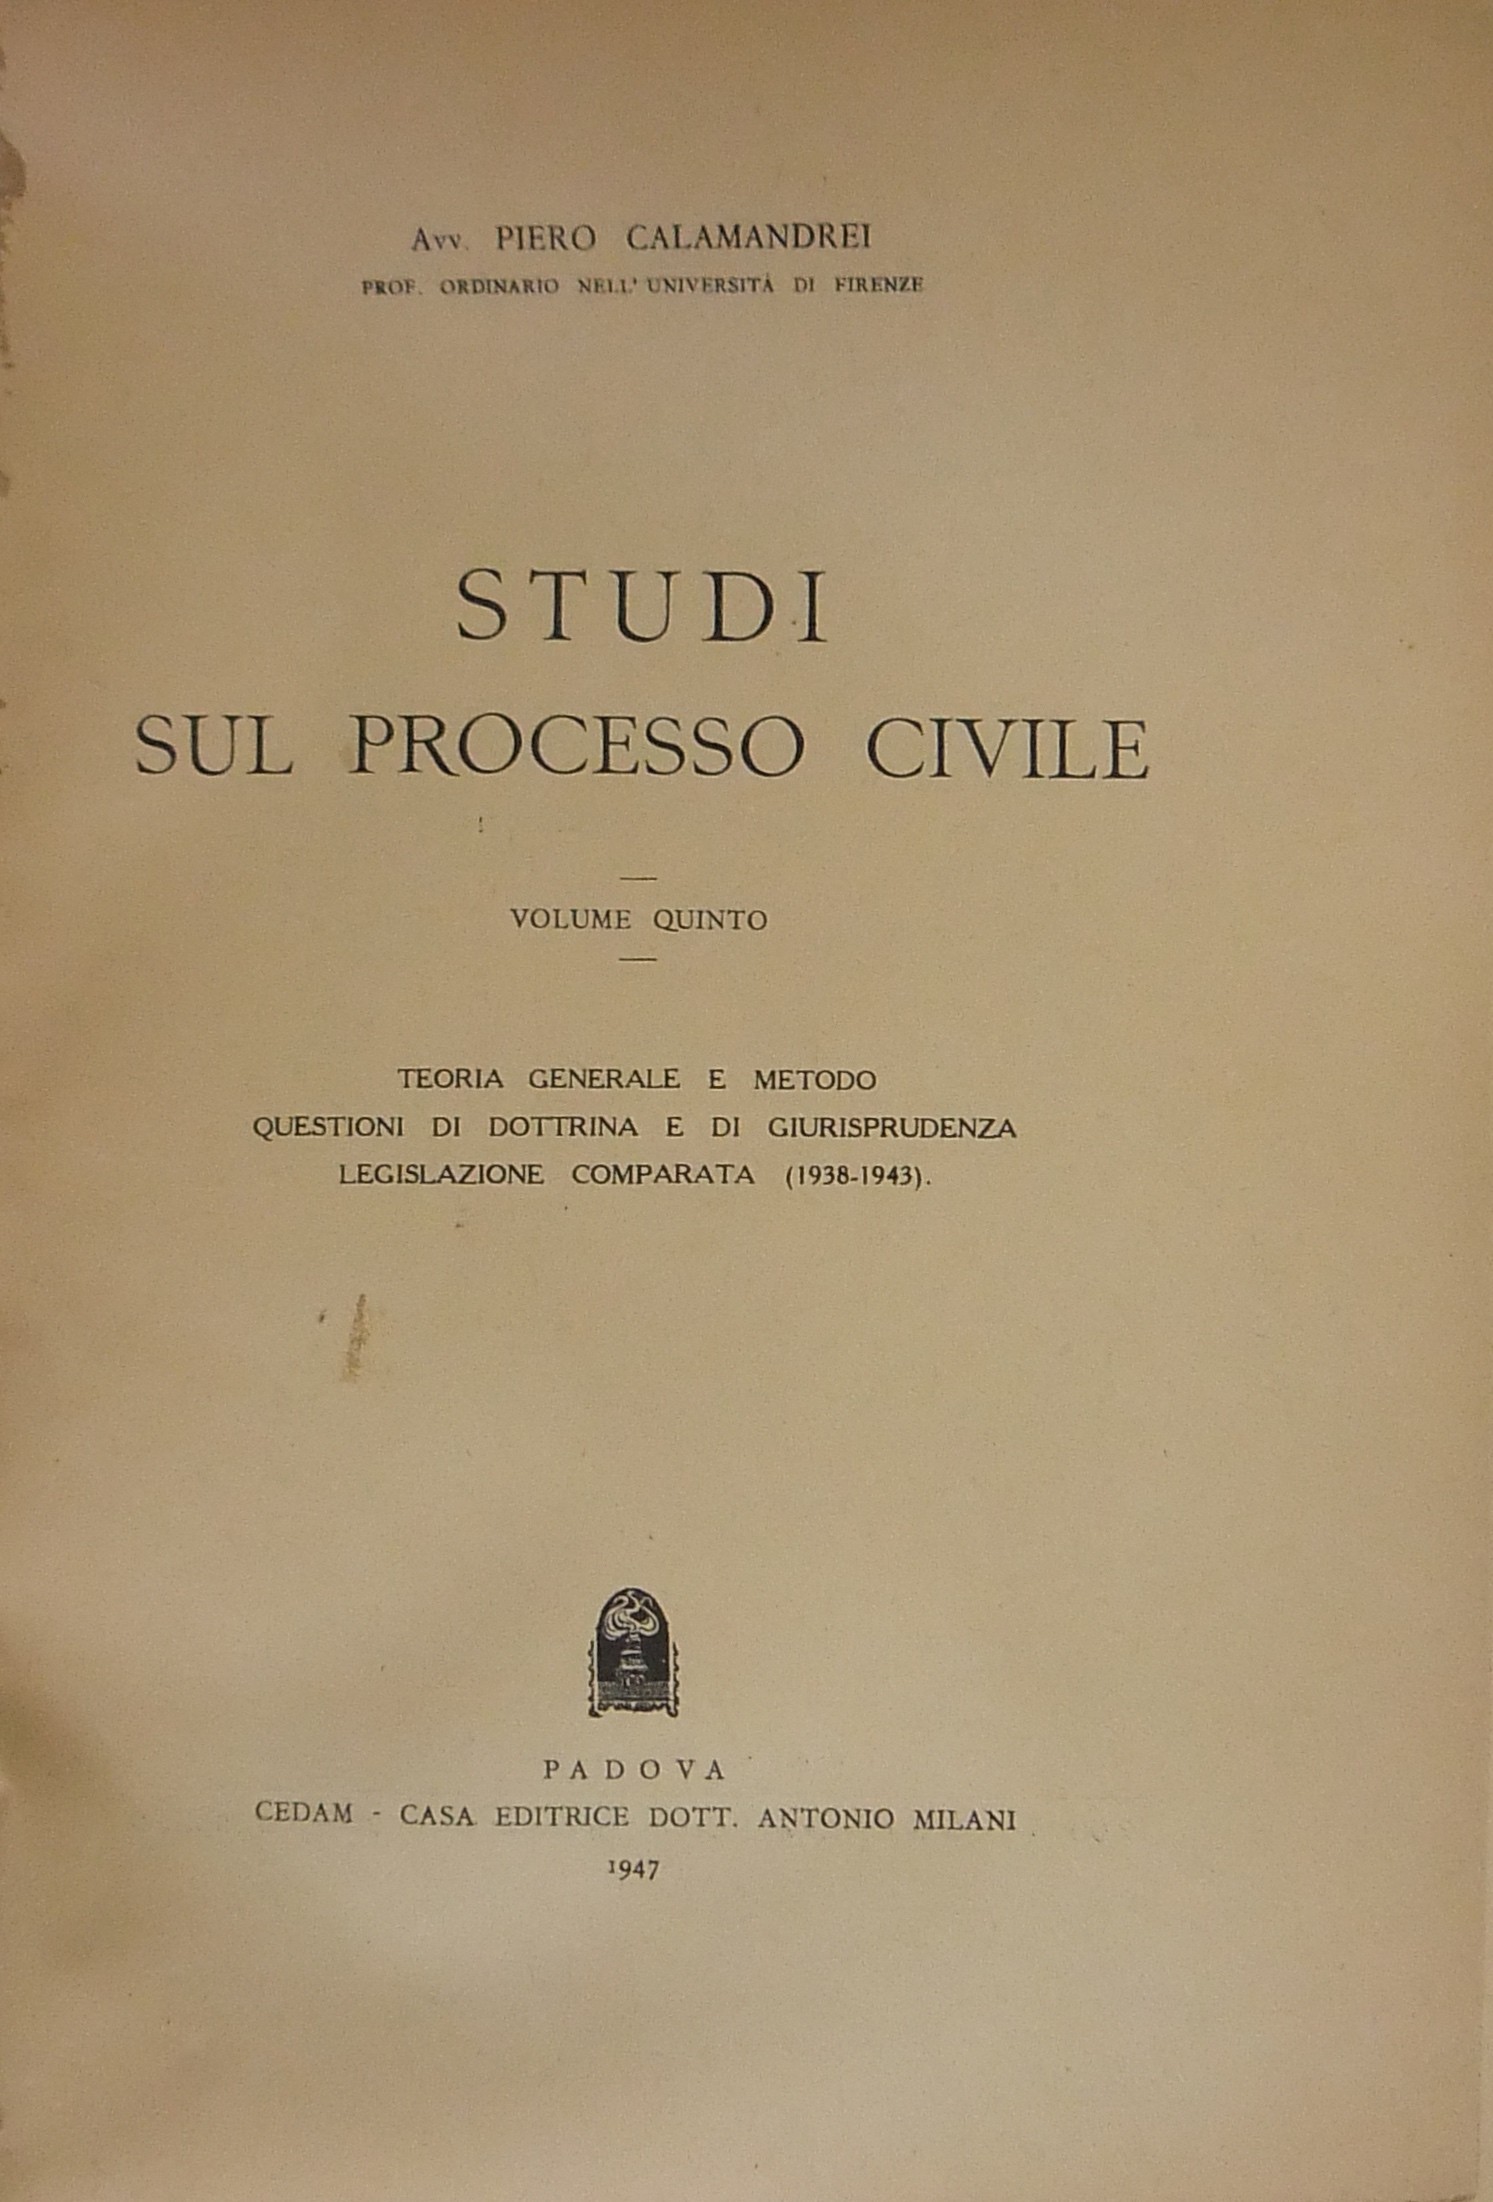 Avv. PIERO CALAMANDREI
PROF. ORDINARIO NELL' UNIVERSITÀ DI FIRENZE
STUDI
SUL PROCESSO CIVILE
VOLUME QUINTO
TEORIA GENERALE E METODO
QUESTIONI DI DOTTRINA E DI GIURISPRUDENZA
LEGISLAZIONE COMPARATA (1938-1943).
PADOVA
CEDAM - CASA EDITRICE DOTT. ANTONIO MILANI
1947